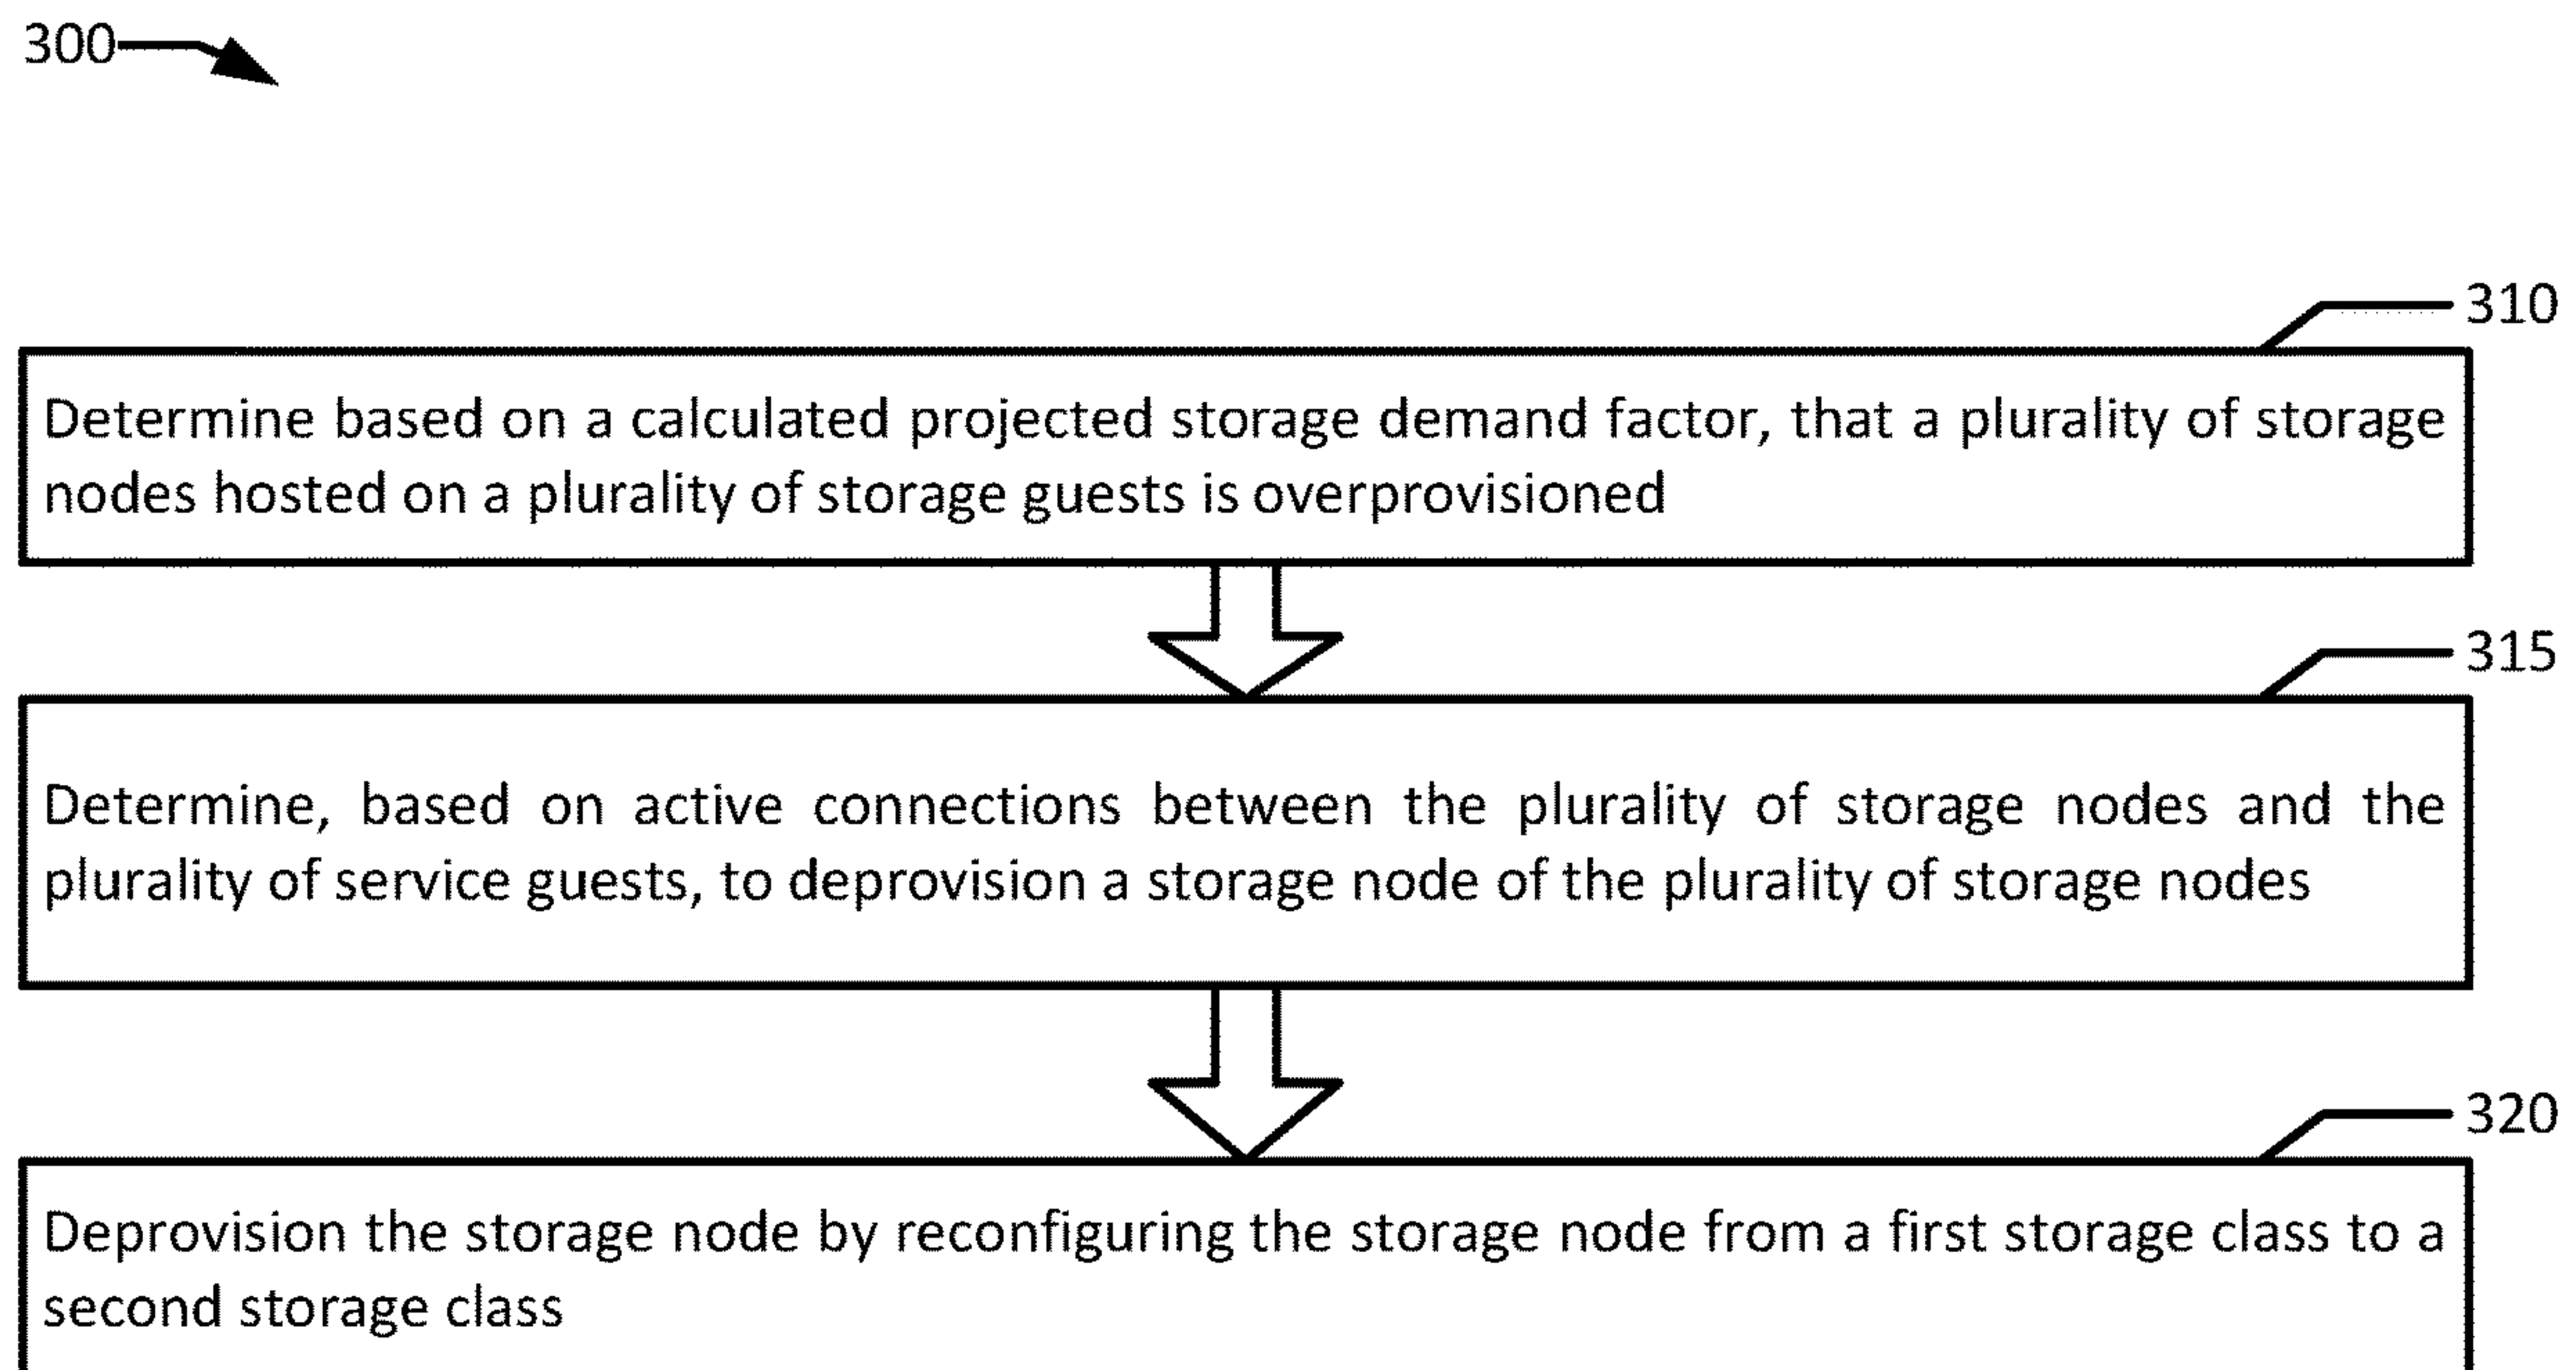 300
310
Determine based on a calculated projected storage demand factor, that a plurality of storage
nodes hosted on a plurality of storage guests is overprovisioned
315
Determine, based on active connections between the plurality of storage nodes and the
plurality of service guests, to deprovision a storage node of the plurality of storage nodes
320
Deprovision the storage node by reconfiguring the storage node from a first storage class to a
second storage class